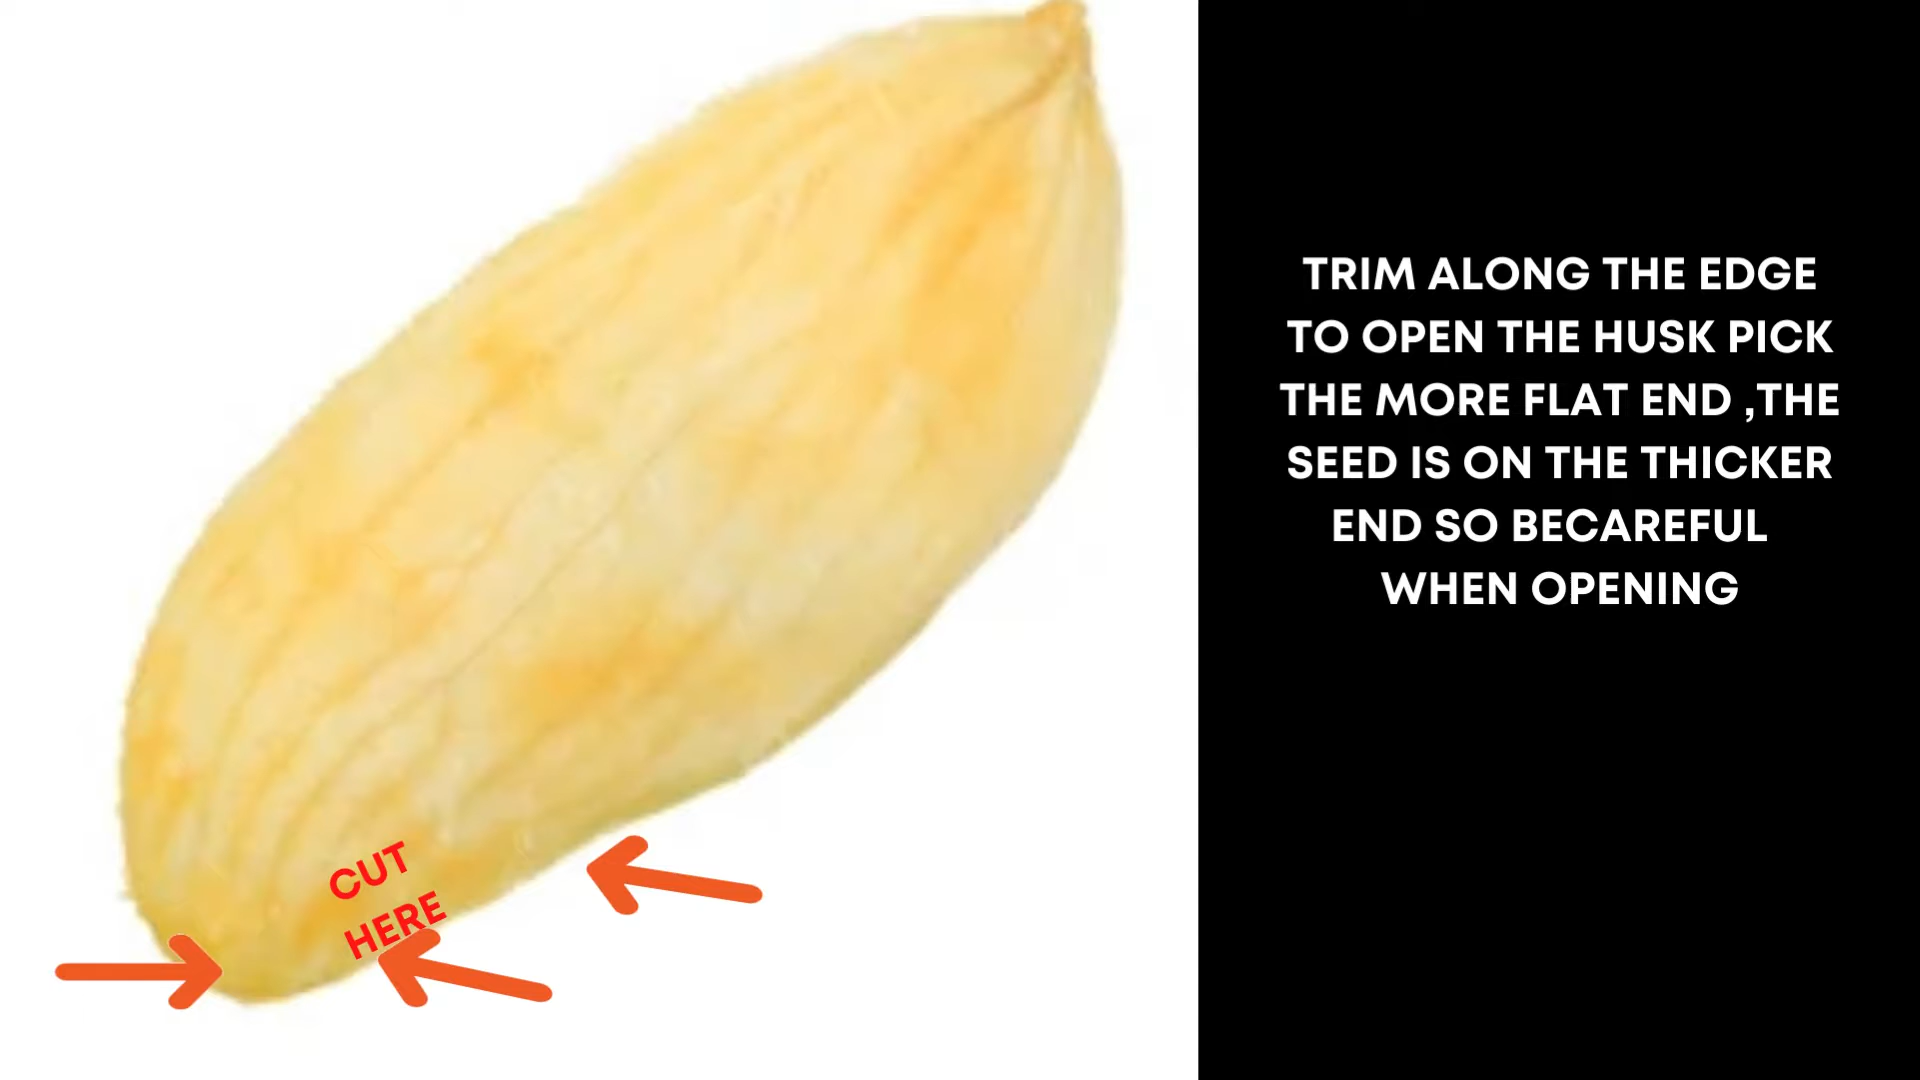 TRIM ALONG THE EDGE
TO OPEN THE HUSK PICK
THE MORE FLAT END ,THE
SEED IS ON THE THICKER
END SO BECAREFUL
WHEN OPENING
CUT
HERE